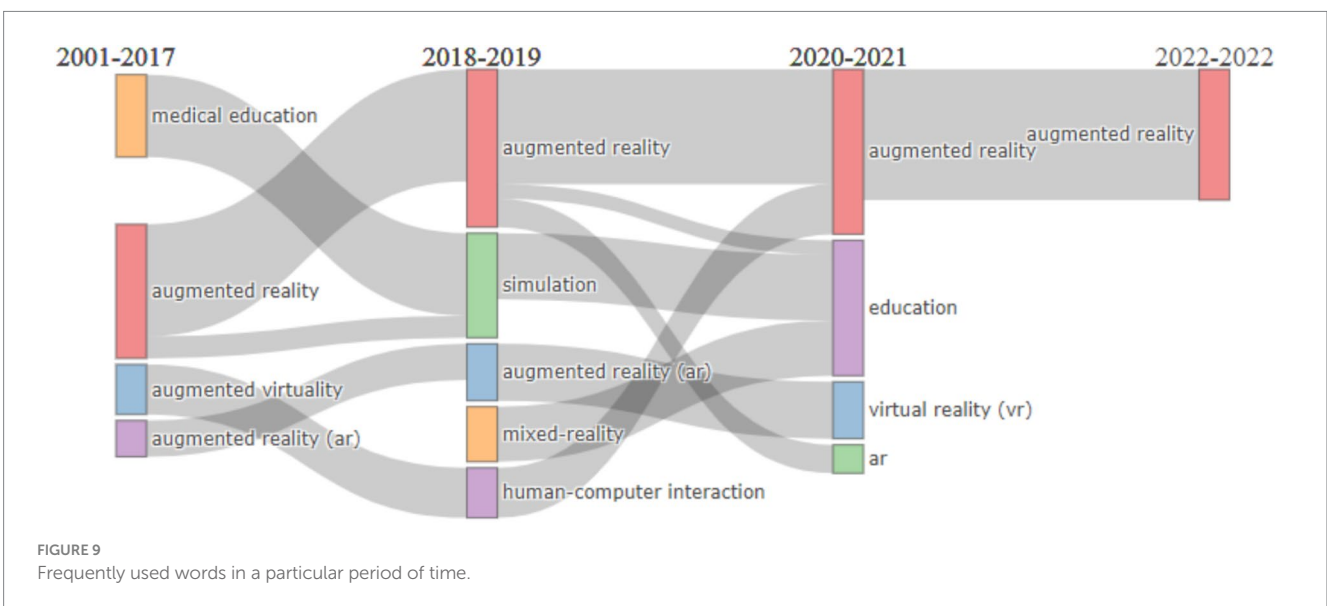 2001-2017
2018-2019
2020-2021
2022-2022
medical education
augmented reality
augmented virtuality
augmented reality (ar)
augmented reality
simulation
augmented reality (ar)
mixed-reality
human-computer interaction
augmented reality
education
virtual reality (vr)
ar
augmented reality
FIGURE 9
Frequently used words in a particular period of time.